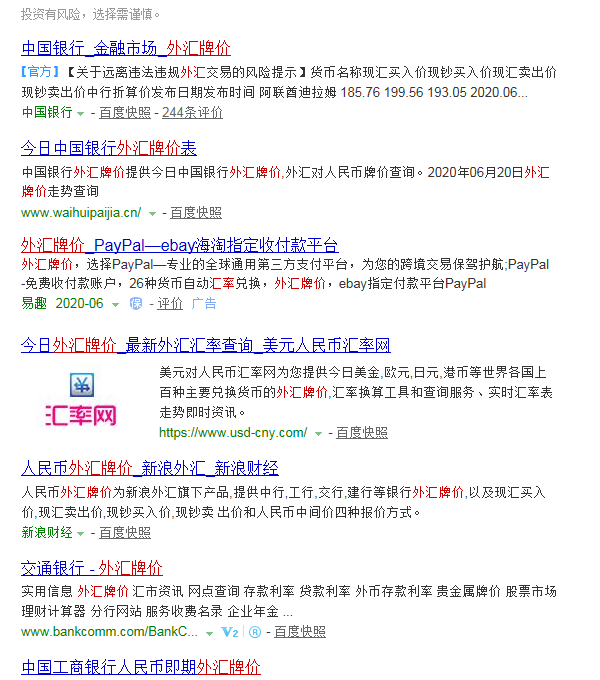 投资有风险，选择需谨慎。
中国银行_金融市场_外汇牌价
【官方】【关于远离违法违规外汇交易的风险提示】货币名称现汇买入价现钞买入价现汇卖出价
现钞卖出价中行折算价发布日期发布时间 阿联酋迪拉姆 185.76 199.56 193.05 2020.06...
中国银行 - 百度快照 - 244条评价
今日中国银行外汇牌价表
中国银行外汇牌价提供今日中国银行外汇牌价,外汇对人民币牌价查询。2020年06月20日外汇
牌价走势查询
www.waihuipaijia.cn/ - 百度快照
外汇牌价_PayPal—ebay海淘指定收付款平台
外汇牌价，选择PayPal—专业的全球通用第三方支付平台，为您的跨境交易保驾护航;PayPal
-免费收付款账户，26种货币自动汇率兑换，外汇牌价，ebay指定付款平台PayPal
易趣 2020-06 保 - 评价 广告
今日外汇牌价_最新外汇汇率查询_美元人民币汇率网
美元对人民币汇率网为您提供今日美金,欧元,日元,港币等世界各国上
百种主要兑换货币的外汇牌价,汇率换算工具和查询服务、实时汇率表
走势即时资讯。
汇率网
https://www.usd-cny.com/ - 百度快照
人民币外汇牌价_新浪外汇_新浪财经
人民币外汇牌价为新浪外汇旗下产品,提供中行,工行,交行,建行等银行外汇牌价,以及现汇买入
价,现汇卖出价,现钞买入价,现钞卖 出价和人民币中间价四种报价方式。
新浪财经 - 百度快照
交通银行 - 外汇牌价
实用信息 外汇牌价 汇市资讯 网点查询 存款利率 贷款利率 外币存款利率 贵金属牌价 股票市场
理财计算器 分行网站 服务收费名录 企业年金 ...
www.bankcomm.com/BankC... V2 ® - 百度快照
中国工商银行人民币即期外汇牌价